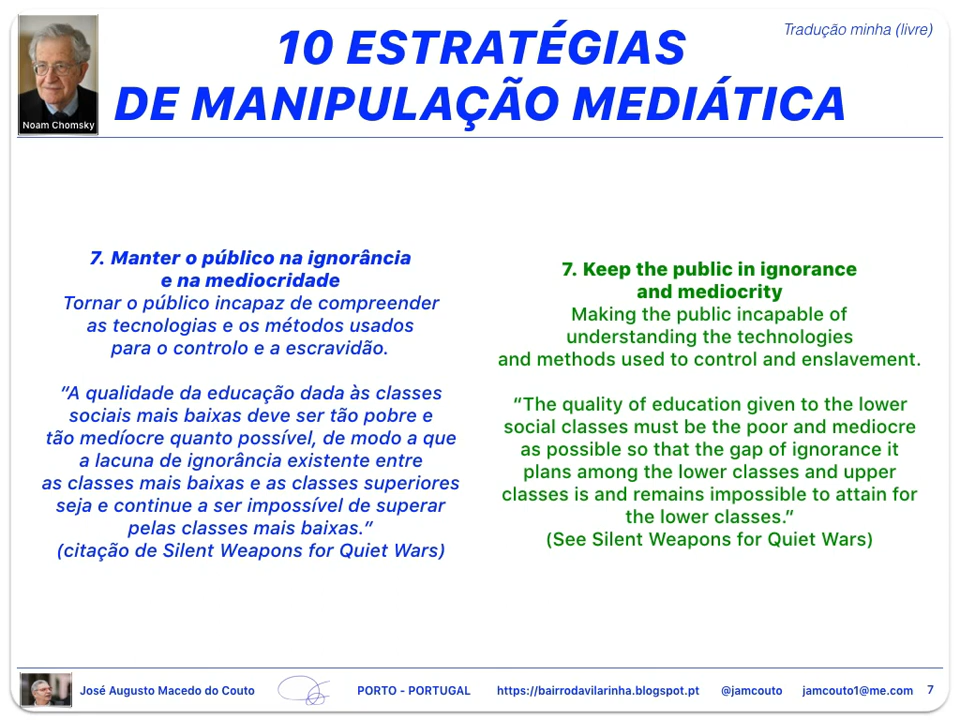 Tradução minha (livre)
10 ESTRATÉGIAS
DE MANIPULAÇÃO MEDIÁTICA
Noam Chomsky
7. Manter o público na ignorância
e na mediocridade
Tornar o público incapaz de compreender
as tecnologias e os métodos usados
para o controlo e a escravidão.
“A qualidade da educação dada às classes
sociais mais baixas deve ser tão pobre e
tão medíocre quanto possível, de modo a que
a lacuna de ignorância existente entre
as classes mais baixas e as classes superiores
seja e continue a ser impossível de superar
pelas classes mais baixas.”
(citação de Silent Weapons for Quiet Wars)
7. Keep the public in ignorance
and mediocrity
Making the public incapable of
understanding the technologies
and methods used to control and enslavement.
“The quality of education given to the lower
social classes must be the poor and mediocre
as possible so that the gap of ignorance it
plans among the lower classes and upper
classes is and remains impossible to attain for
the lower classes.”
(See Silent Weapons for Quiet Wars)
José Augusto Macedo do Couto PORTO - PORTUGAL https://bairrodavilarinha.blogspot.pt @jamcouto jamcouto1@me.com 7